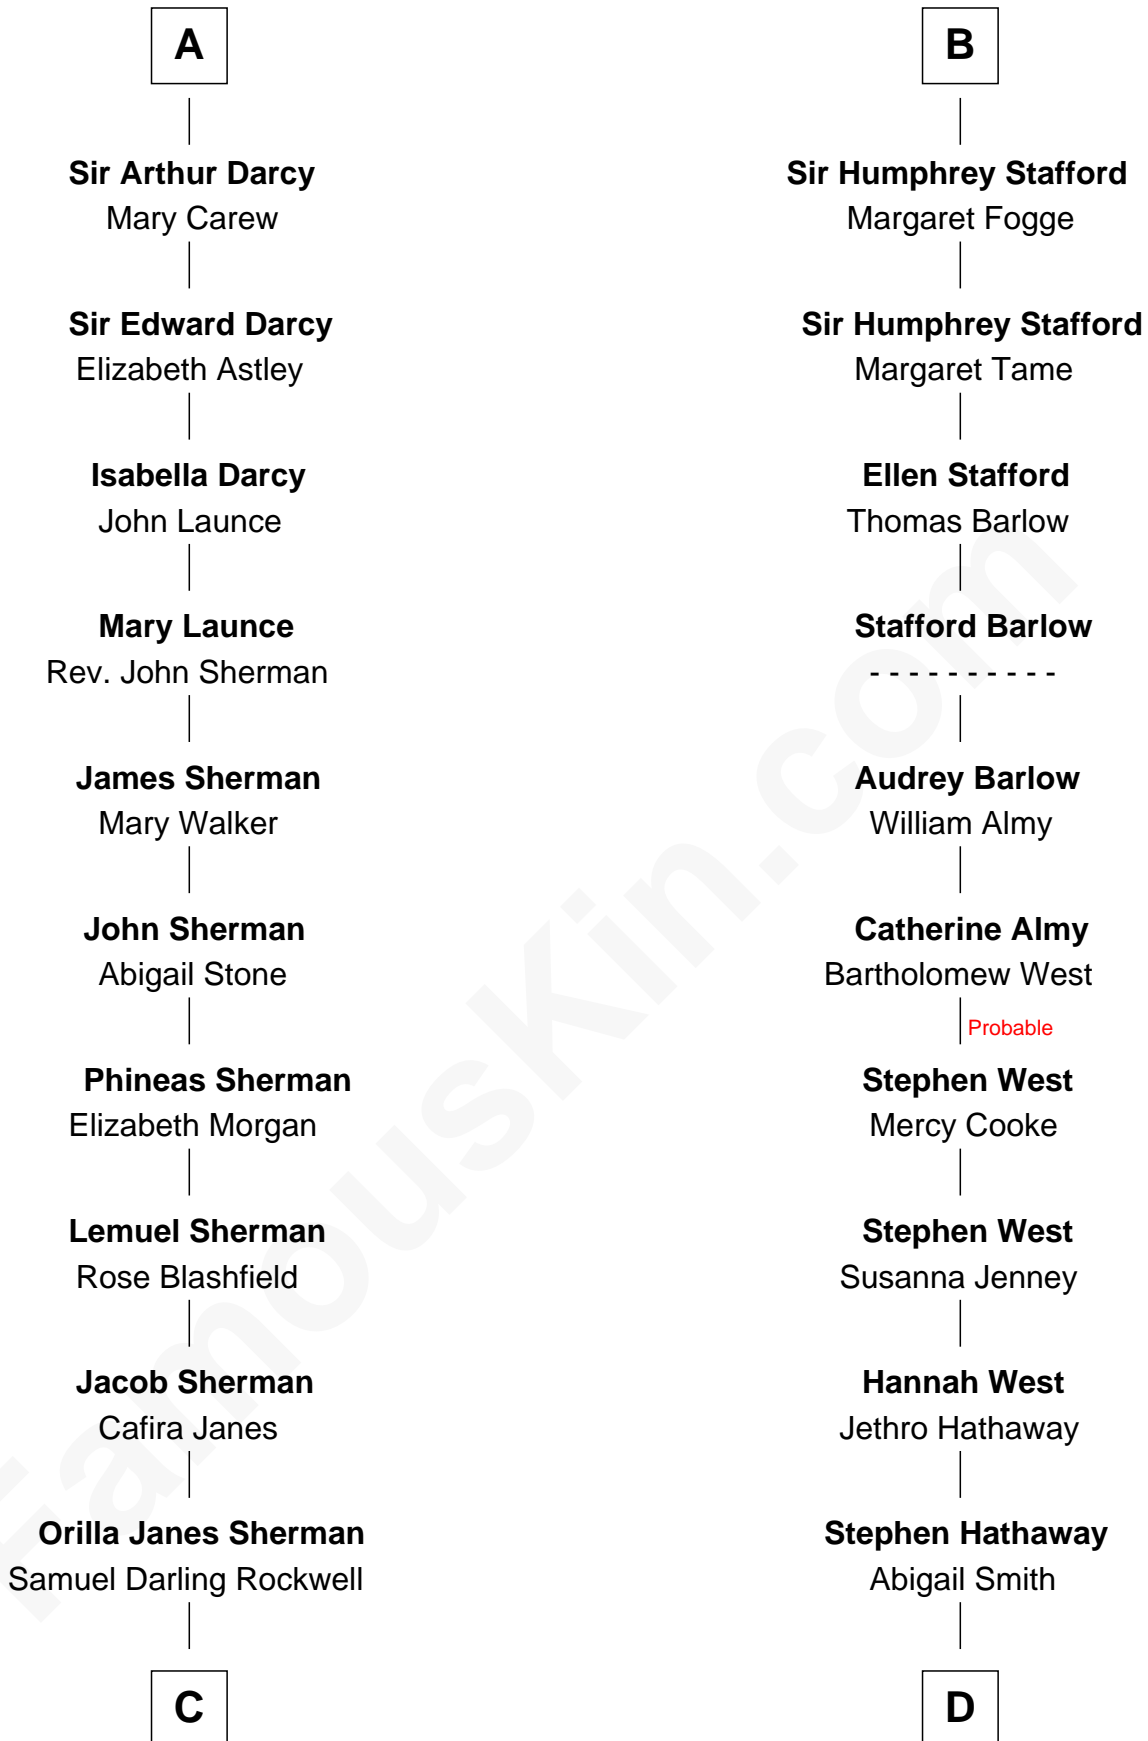 A
Sir Arthur Darcy
Mary Carew
Sir Edward Darcy
Elizabeth Astley
Isabella Darcy
John Launce
Mary Launce
Rev. John Sherman
James Sherman
Mary Walker
John Sherman
Abigail Stone
Phineas Sherman
Elizabeth Morgan
Lemuel Sherman
Rose Blashfield
Jacob Sherman
Cafira Janes
Orilla Janes Sherman
Samuel Darling Rockwell
C
B
Sir Humphrey Stafford
Margaret Fogge
Sir Humphrey Stafford
Margaret Tame
Ellen Stafford
Thomas Barlow
Stafford Barlow
- - - - - - - - - -
Audrey Barlow
William Almy
Catherine Almy
Bartholomew West
Probable
Stephen West
Mercy Cooke
Stephen West
Susanna Jenney
Hannah West
Jethro Hathaway
Stephen Hathaway
Abigail Smith
D
FamousKin.com